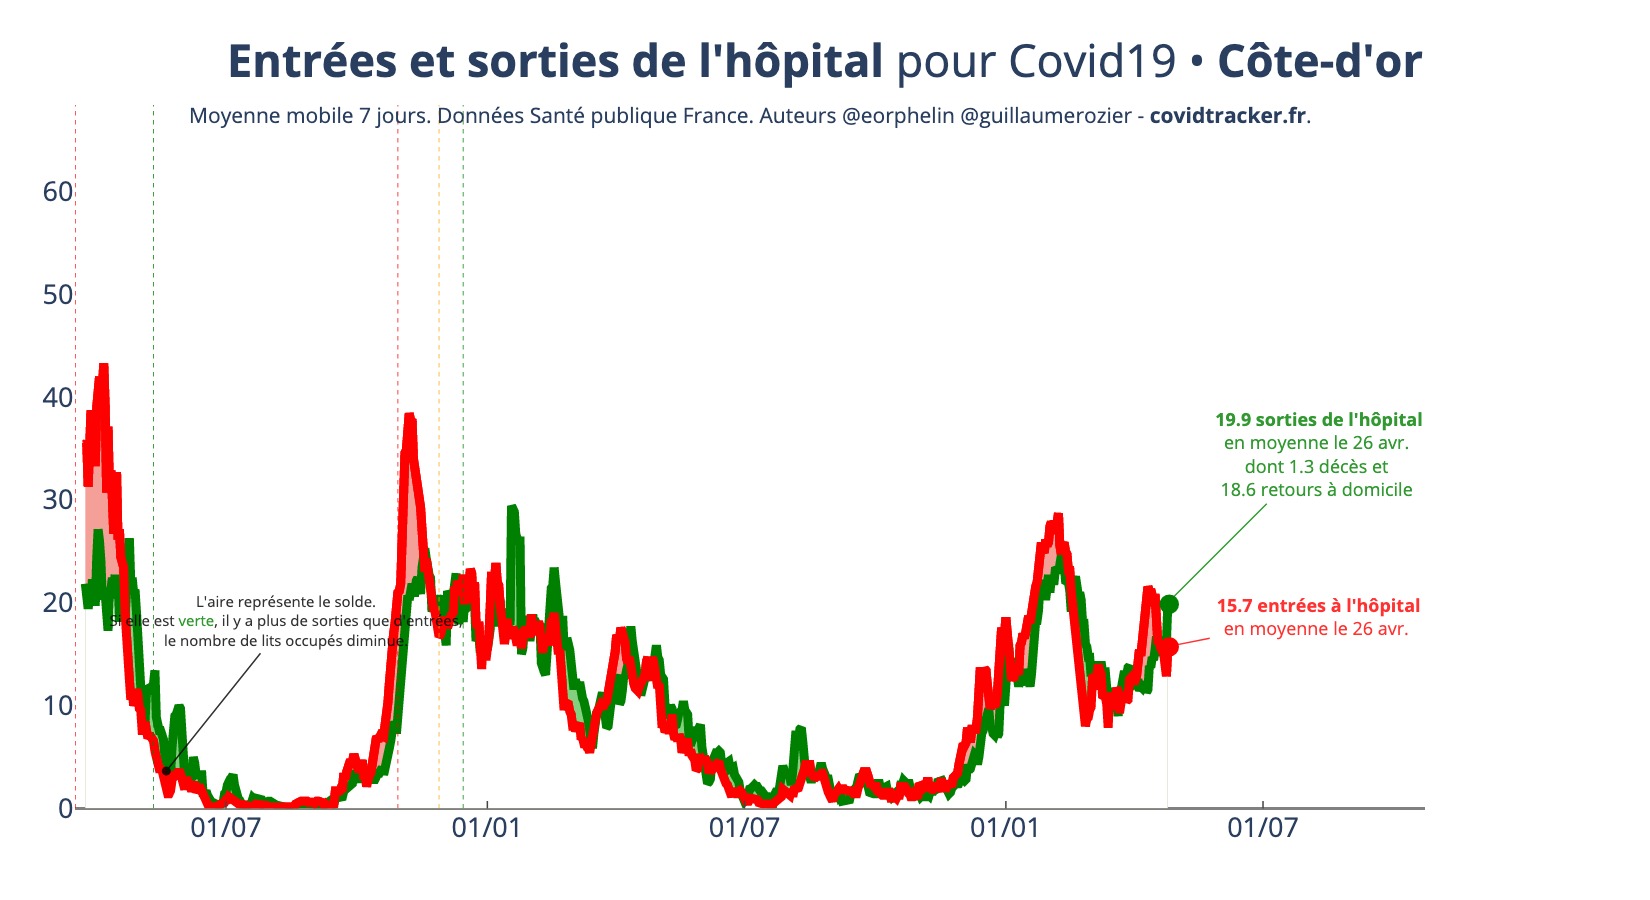 Entrées et sorties de l'hôpital pour Covid19 • Côte-d'or
Moyenne mobile 7 jours. Données Santé publique France. Auteurs @eorphelin @guillaumerozier - covidtracker.fr.
60
50
40
30
20
10
0
19.9 sorties de l'hôpital
en moyenne le 26 avr.
dont 1.3 décès et
18.6 retours à domicile
L'aire représente le solde.
Si elle est verte, il y a plus de sorties que d'entrées,
le nombre de lits occupés diminue
15.7 entrées à l'hôpital
en moyenne le 26 avr.
01/07
01/01
01/07
01/01
01/07